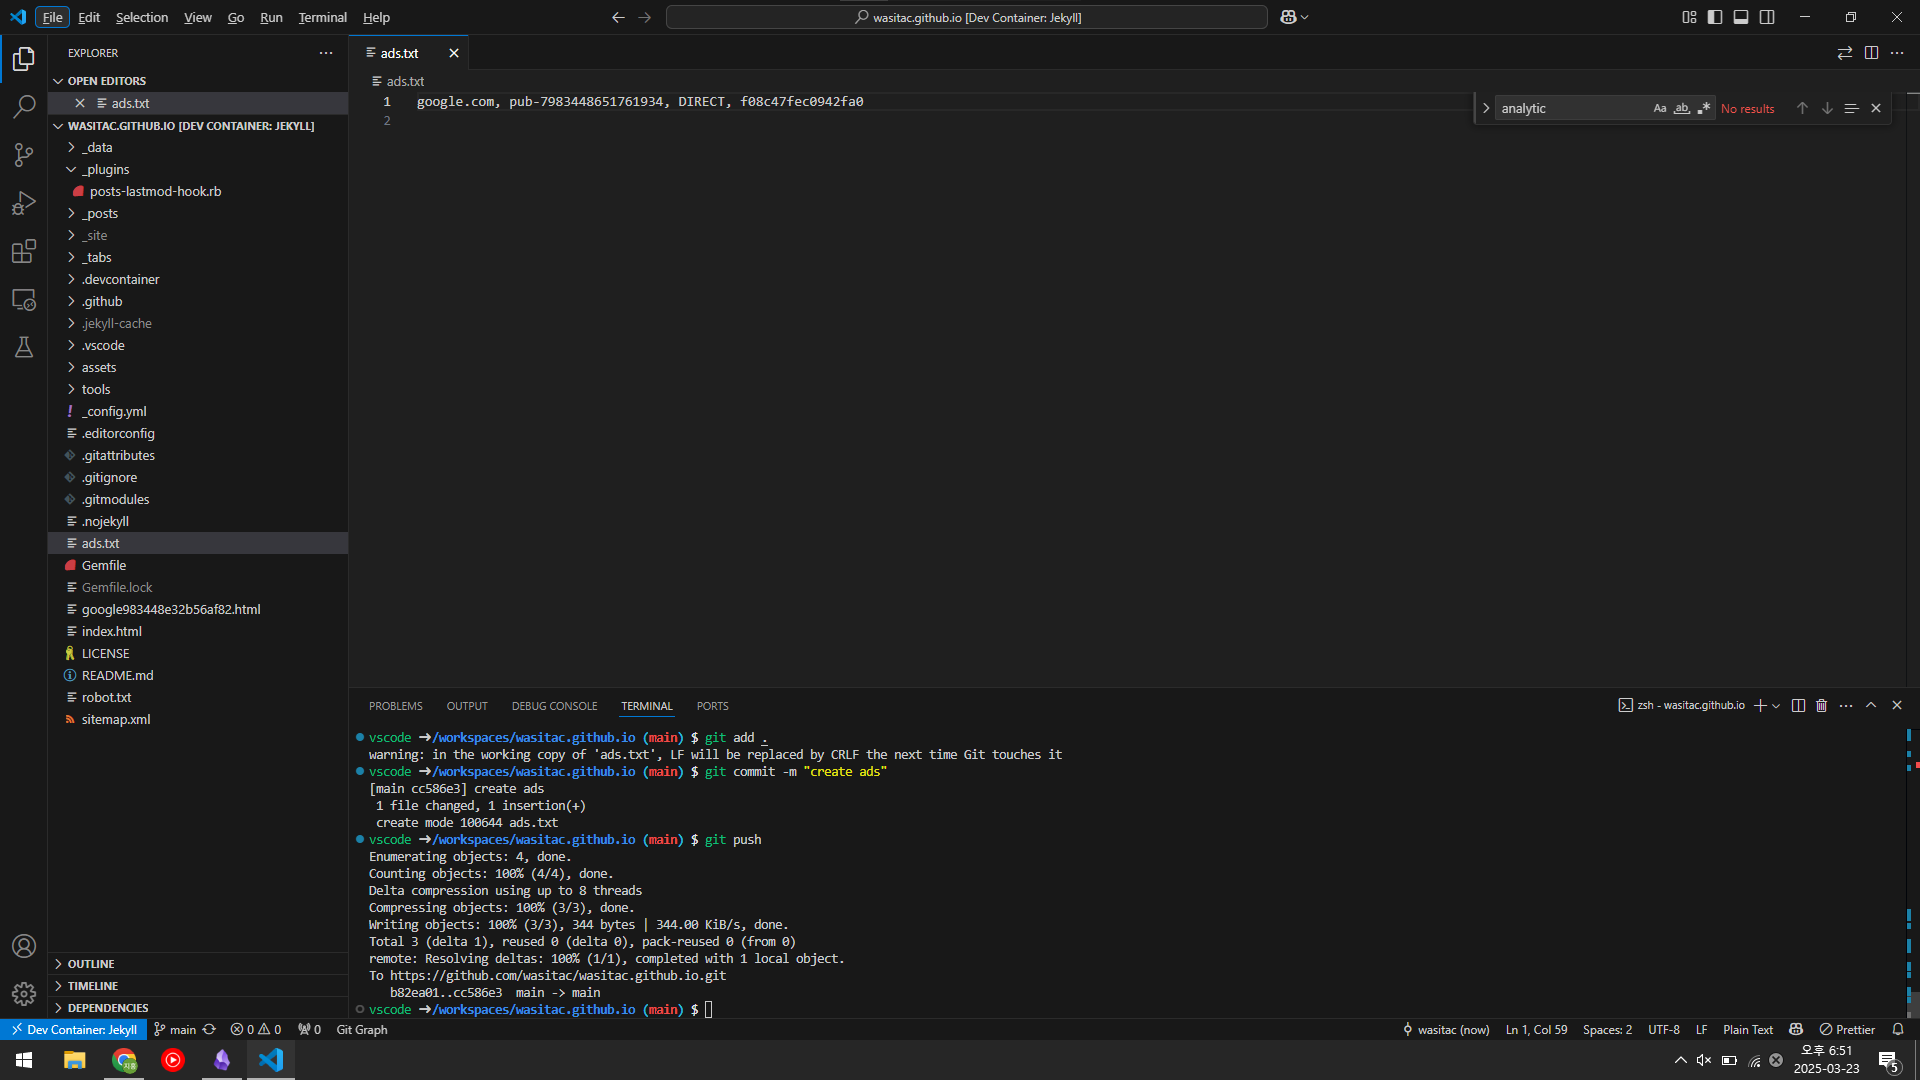 File Edit Selection View Go Run Terminal Help
wasitac.github.io [Dev Container: Jekyll]
EXPLORER
OPEN EDITORS
ads.txt
WASITAC.GITHUB.IO [DEV CONTAINER: JEKYLL]
_data
_plugins
posts-lastmod-hook.rb
_posts
_site
_tabs
.devcontainer
.github
.jekyll-cache
.vscode
assets
tools
_config.yml
.editorconfig
.gitattributes
.gitignore
.gitmodules
.nojekyll
ads.txt
Gemfile
Gemfile.lock
google983448e32b56af82.html
index.html
LICENSE
README.md
robot.txt
sitemap.xml
OUTLINE
TIMELINE
DEPENDENCIES
ads.txt
ads.txt
1 google.com, pub-7983448651761934, DIRECT, f08c47fec0942fa0
2
analytic Aa ab No results
PROBLEMS OUTPUT DEBUG CONSOLE TERMINAL PORTS
zsh - wasitac.github.io
vscode ➜/workspaces/wasitac.github.io (main) $ git add .
warning: in the working copy of 'ads.txt', LF will be replaced by CRLF the next time Git touches it
vscode ➜/workspaces/wasitac.github.io (main) $ git commit -m "create ads"
[main cc586e3] create ads
1 file changed, 1 insertion(+)
create mode 100644 ads.txt
vscode ➜/workspaces/wasitac.github.io (main) $ git push
Enumerating objects: 4, done.
Counting objects: 100% (4/4), done.
Delta compression using up to 8 threads
Compressing objects: 100% (3/3), done.
Writing objects: 100% (3/3), 344 bytes | 344.00 KiB/s, done.
Total 3 (delta 1), reused 0 (delta 0), pack-reused 0 (from 0)
remote: Resolving deltas: 100% (1/1), completed with 1 local object.
To https://github.com/wasitac/wasitac.github.io.git
b82ea01..cc586e3 main -> main
vscode ➜/workspaces/wasitac.github.io (main) $
Dev Container: Jekyll main 0 0 0 Git Graph wasitac (now) Ln 1, Col 59 Spaces: 2 UTF-8 LF Plain Text Prettier
지홍
오후 6:51
2025-03-23
5